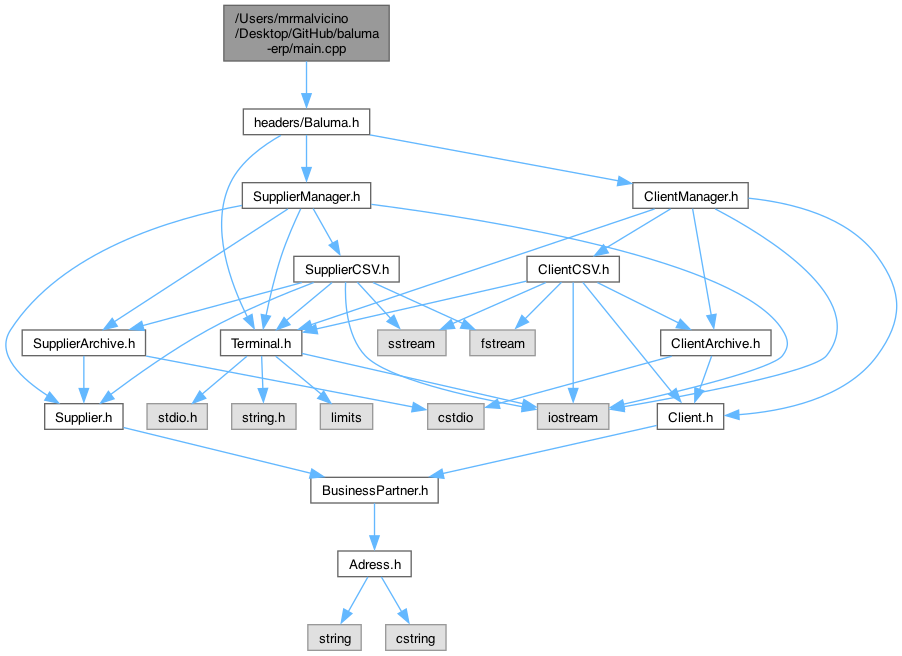 /Users/mrmalvicino
/Desktop/GitHub/baluma
-erp/main.cpp
headers/Baluma.h
SupplierManager.h
ClientManager.h
SupplierCSV.h
ClientCSV.h
SupplierArchive.h
Terminal.h
sstream
fstream
ClientArchive.h
Supplier.h
stdio.h
string.h
limits
cstdio
iostream
Client.h
BusinessPartner.h
Adress.h
string
cstring